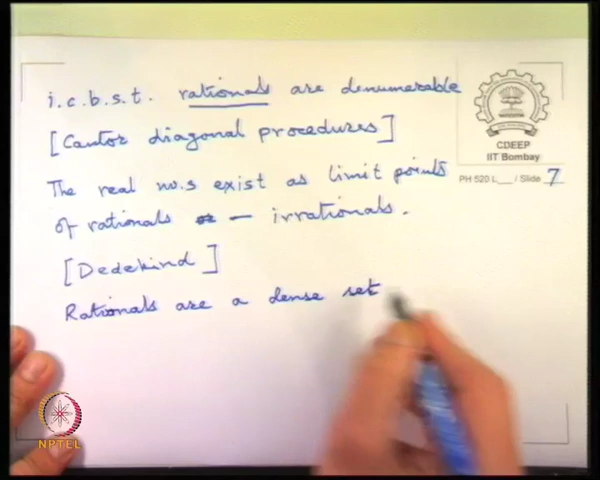 i.c.b.s.t. rationals are denumerable
[Cantor diagonal procedures]
The real no.s exist as limit points
of rationals — irrationals.
[Dedekind]
Rationals are a dense set
CDEEP
IIT Bombay
PH 520 L___ / Slide 7
NPTEL